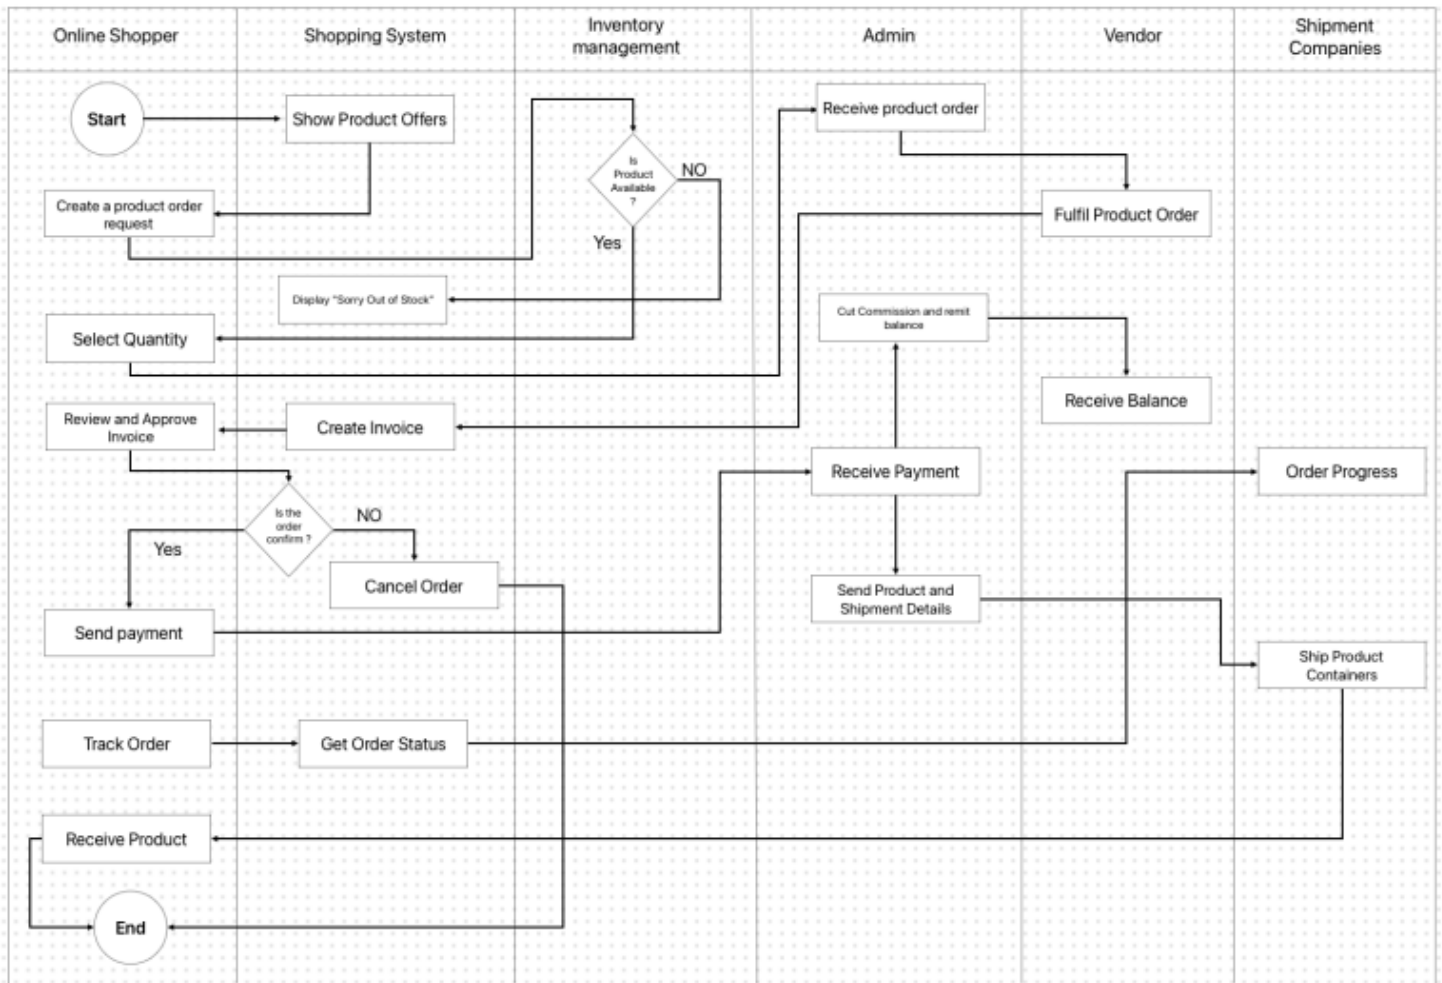 Online Shopper
Shopping System
Inventory
management
Admin
Vendor
Shipment
Companies
Start
Show Product Offers
Is
Product
Available
?
NO
Yes
Receive product order
Create a product order
request
Fulfil Product Order
Display "Sorry Out of Stock"
Cut Commission and remit
balance
Select Quantity
Receive Balance
Review and Approve
Invoice
Create Invoice
Receive Payment
Order Progress
Is the
order
confirm ?
NO
Yes
Cancel Order
Send Product and
Shipment Details
Send payment
Ship Product
Containers
Track Order
Get Order Status
Receive Product
End